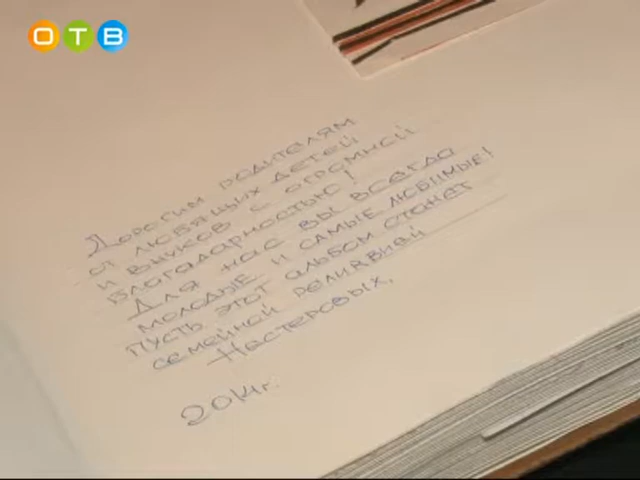 ОТВ
Дорогим родителям
от любящих детей
и внуков с огромной
благодарностью!
Для нас вы всегда
молодые и самые любимые!
Пусть этот альбом станет
семейной реликвией
Нестеровых.
2014г.